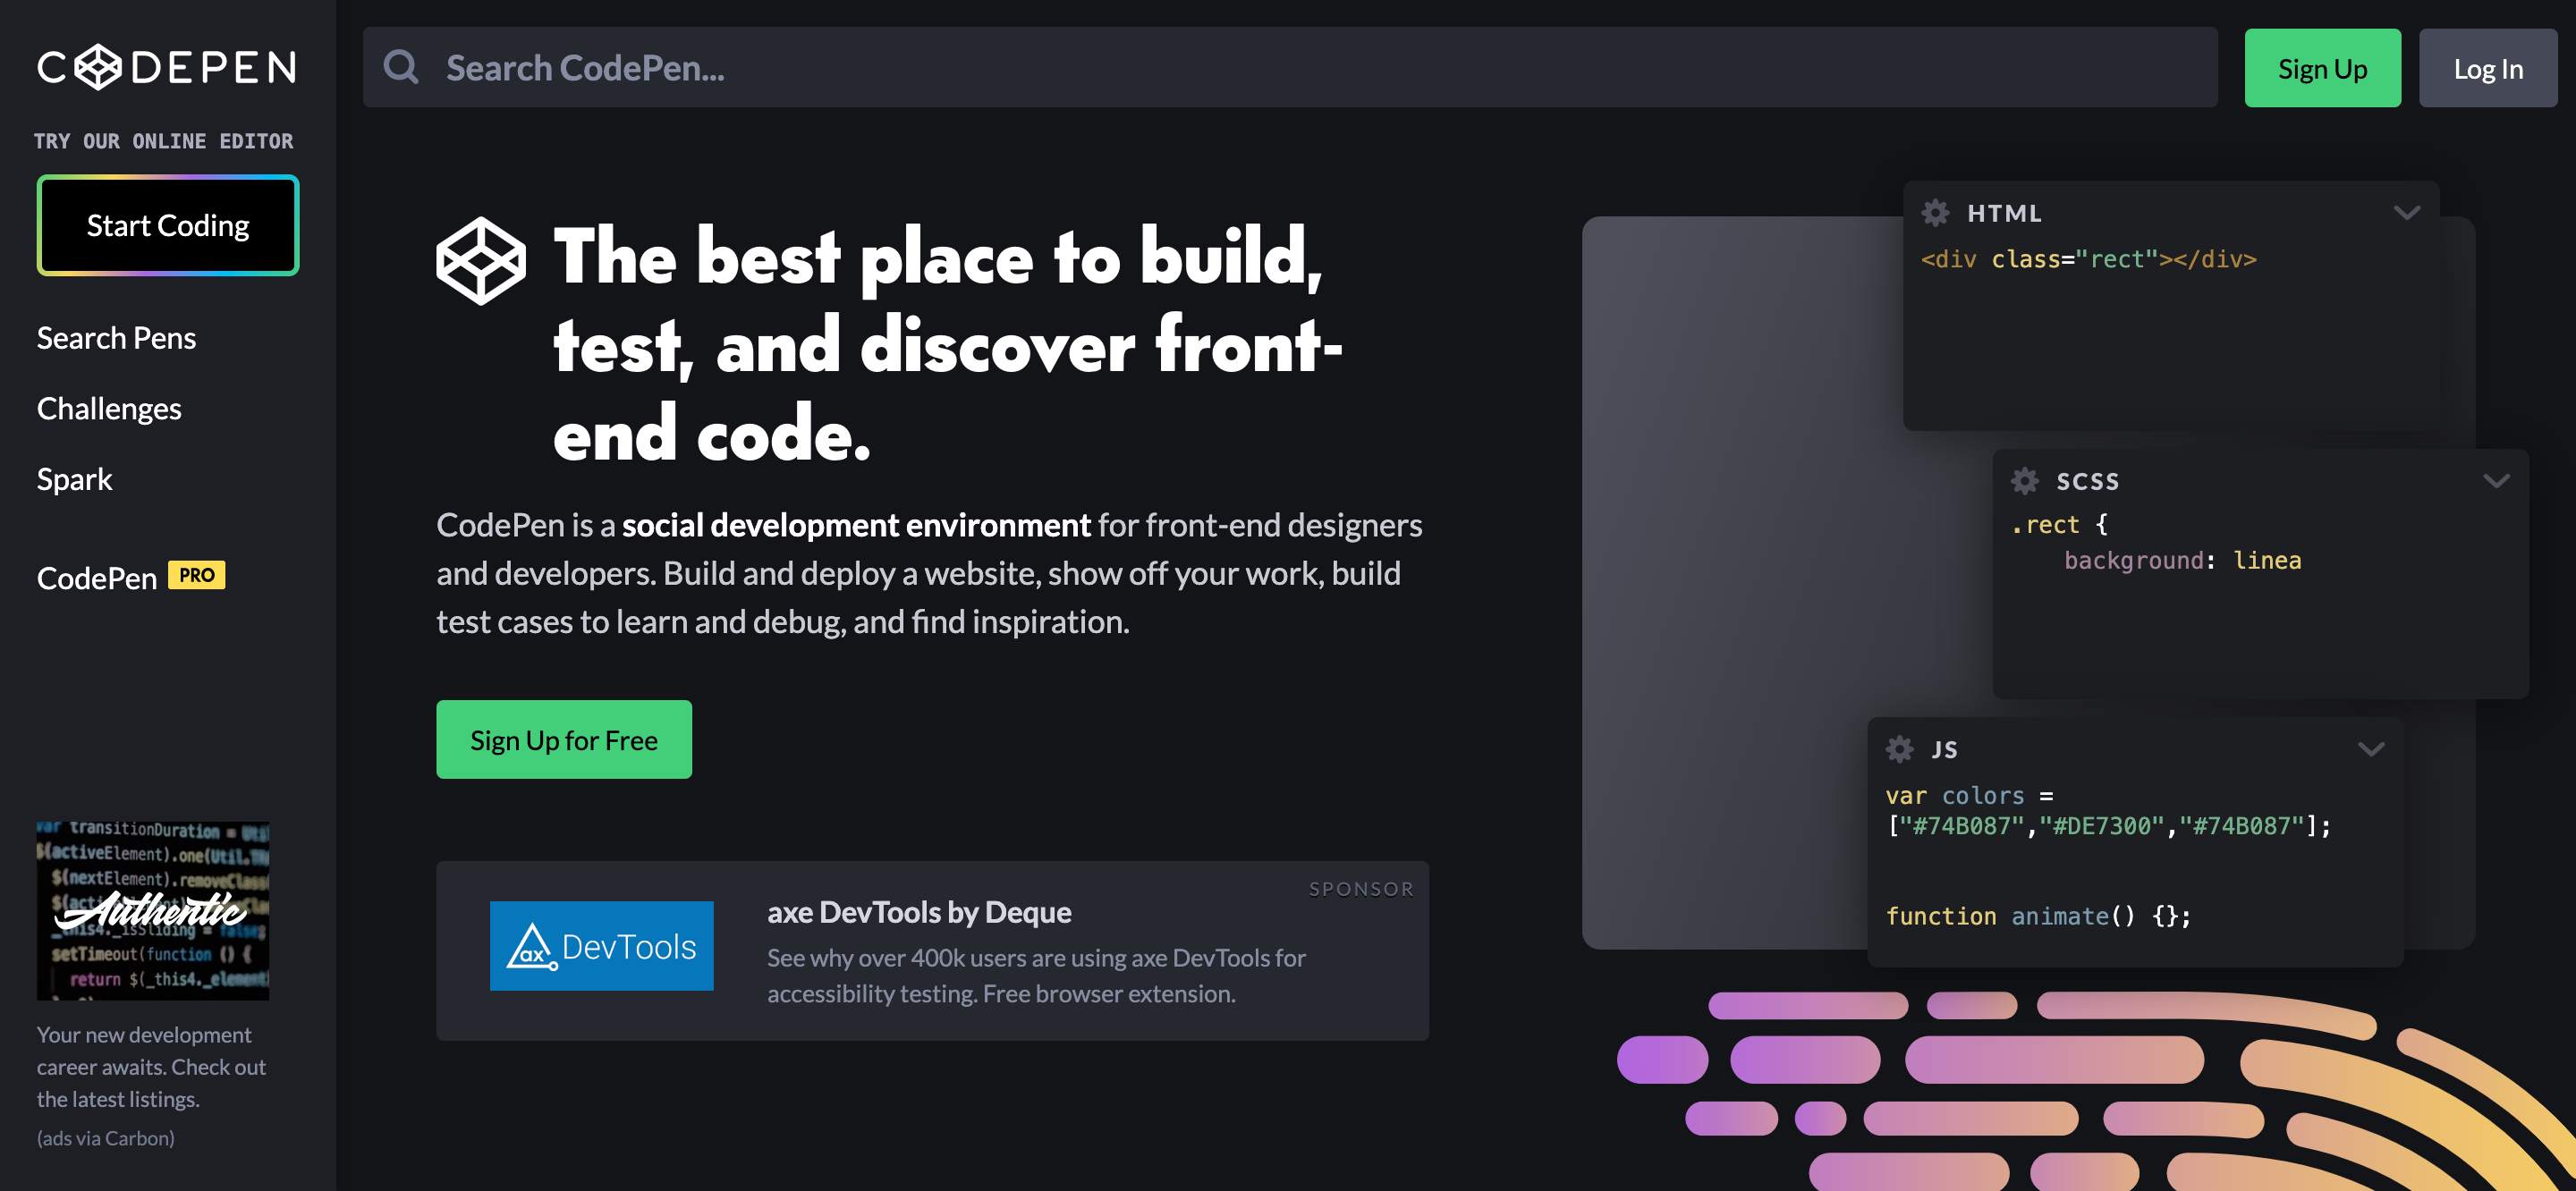 CODEPEN
TRY OUR ONLINE EDITOR
Start Coding
Search Pens
Challenges
Spark
CodePen PRO
var transitionDuration = Uti
$(activeElement).one(Util.TR
$(nextElement).removeClass
Authentic
_this4._isSliding = false;
setTimeout(function () {
return $(_this4._element
Your new development
career awaits. Check out
the latest listings.
(ads via Carbon)
Search CodePen...
Sign Up
Log In
The best place to build,
test, and discover front-
end code.
CodePen is a social development environment for front-end designers
and developers. Build and deploy a website, show off your work, build
test cases to learn and debug, and find inspiration.
Sign Up for Free
SPONSOR
ax DevTools
axe DevTools by Deque
See why over 400k users are using axe DevTools for
accessibility testing. Free browser extension.
HTML
<div class="rect"></div>
SCSS
.rect {
background: linea
JS
var colors =
["#74B087","#DE7300","#74B087"];
function animate() {};